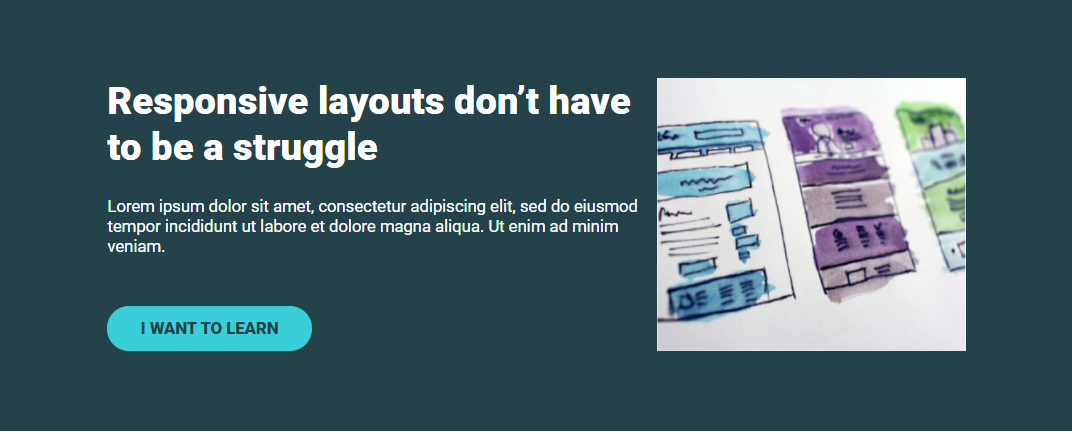 Responsive layouts don’t have
to be a struggle
Lorem ipsum dolor sit amet, consectetur adipiscing elit, sed do eiusmod
tempor incididunt ut labore et dolore magna aliqua. Ut enim ad minim
veniam.
I WANT TO LEARN